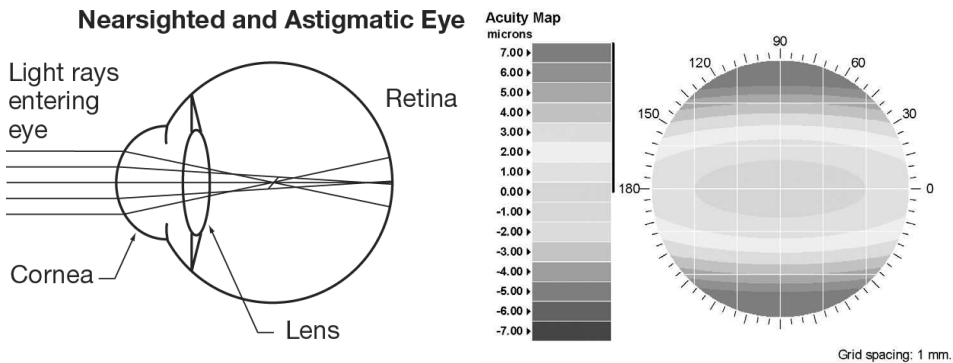 Nearsighted and Astigmatic Eye
Light rays
entering
eye
Retina
Cornea
Lens
Acuity Map
microns
7.00
6.00
5.00
4.00
3.00
2.00
1.00
0.00
-1.00
-2.00
-3.00
-4.00
-5.00
-6.00
-7.00
90
120
60
150
30
180
0
Grid spacing: 1 mm.